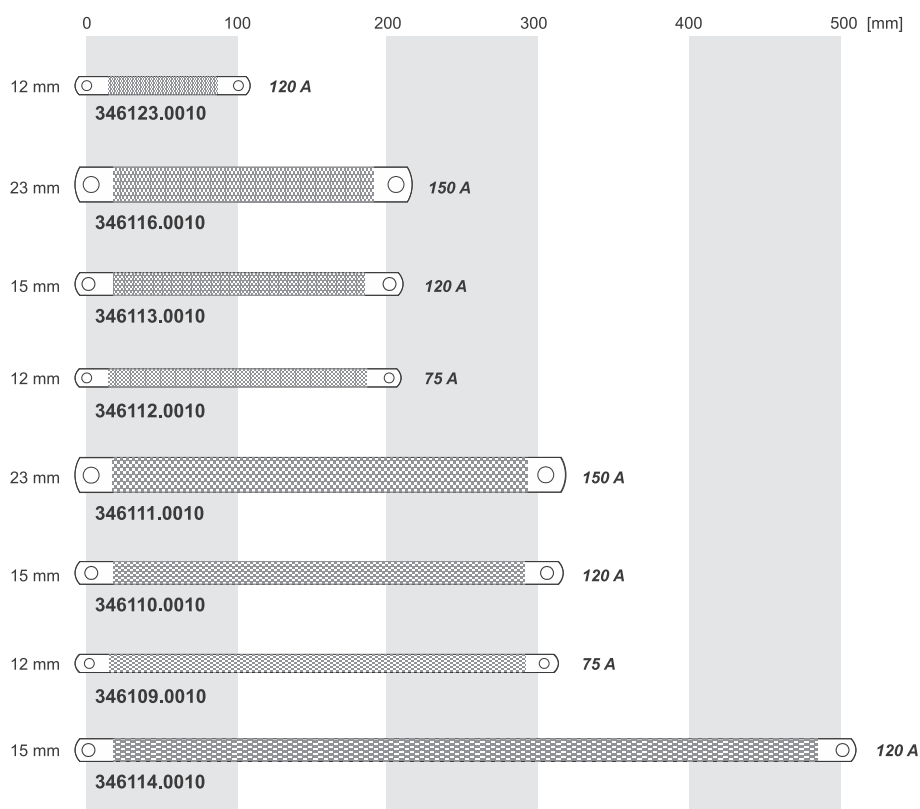 0 100 200 300 400 500 [mm]
12 mm 120 A
346123.0010
23 mm 150 A
346116.0010
15 mm 120 A
346113.0010
12 mm 75 A
346112.0010
23 mm 150 A
346111.0010
15 mm 120 A
346110.0010
12 mm 75 A
346109.0010
15 mm 120 A
346114.0010